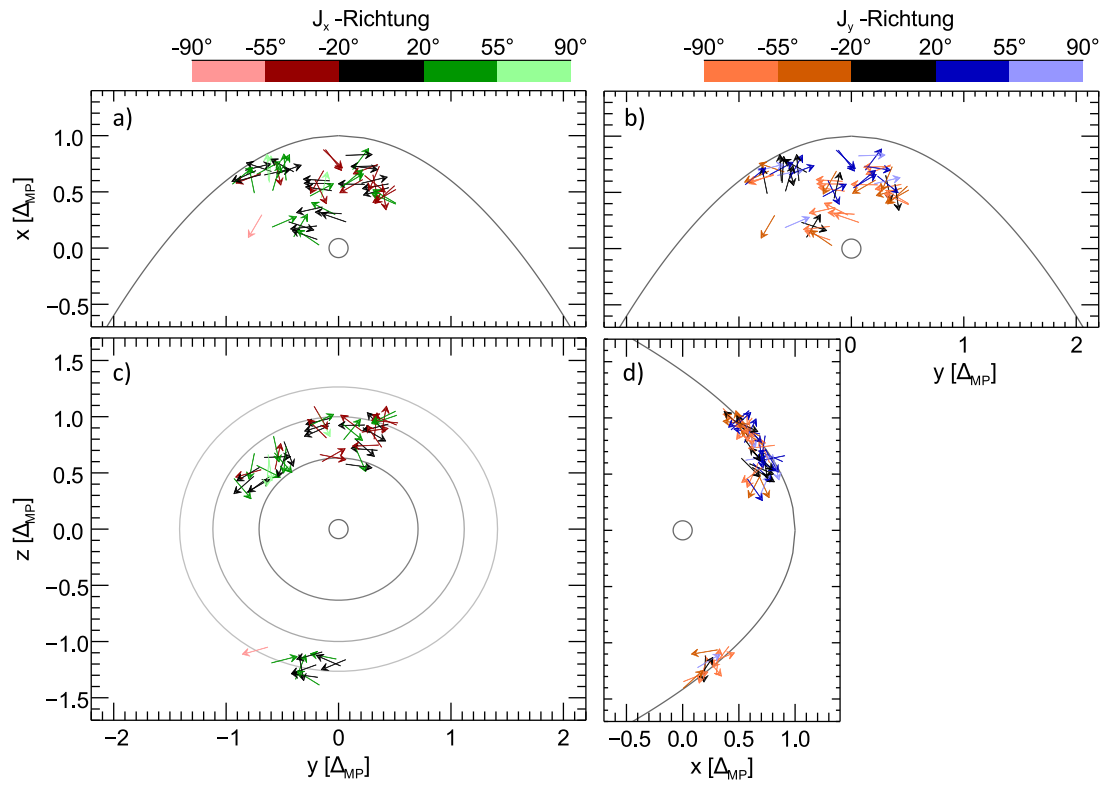 Jx -Richtung
Jy -Richtung
-90° -55° -20° 20° 55° 90°
-90° -55° -20° 20° 55° 90°
a)
b)
1.0
0.5
0.0
−0.5
x [ΔMP]
0 1 2
y [ΔMP]
c)
d)
1.5
1.0
0.5
0.0
−0.5
−1.0
−1.5
z [ΔMP]
−2 −1 0 1 2
y [ΔMP]
−0.5 0.0 0.5 1.0
x [ΔMP]